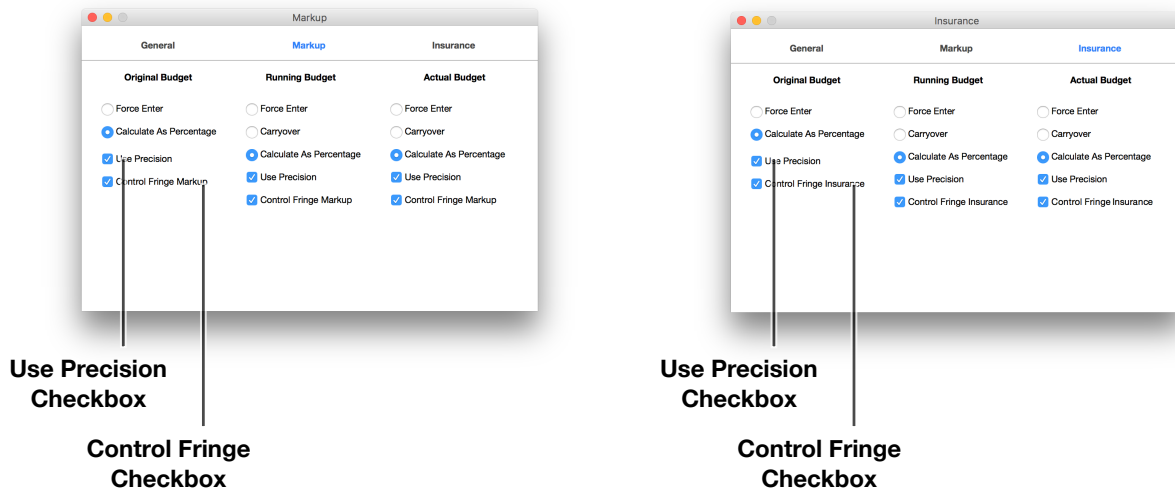 Markup
General Markup Insurance
Original Budget Running Budget Actual Budget
Force Enter Force Enter Force Enter
Calculate As Percentage Carryover Carryover
Use Precision Calculate As Percentage Calculate As Percentage
Control Fringe Markup Use Precision Use Precision
Control Fringe Markup Control Fringe Markup
Use Precision
Checkbox
Control Fringe
Checkbox
Insurance
General Markup Insurance
Original Budget Running Budget Actual Budget
Force Enter Force Enter Force Enter
Calculate As Percentage Carryover Carryover
Use Precision Calculate As Percentage Calculate As Percentage
Control Fringe Insurance Use Precision Use Precision
Control Fringe Insurance Control Fringe Insurance
Use Precision
Checkbox
Control Fringe
Checkbox